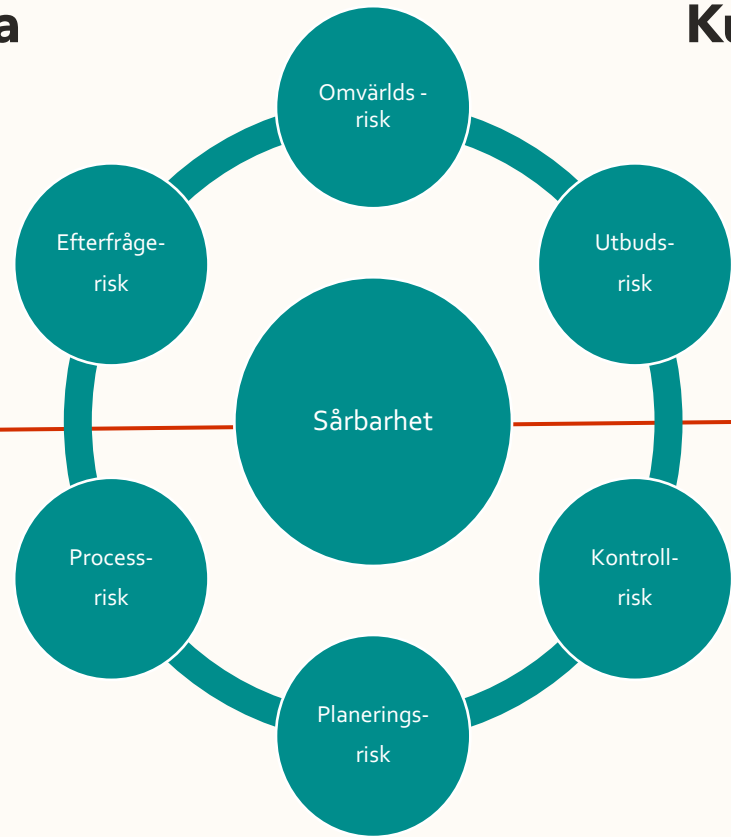 a
Ku
Omvärlds -
risk
Efterfråge-
risk
Utbuds-
risk
Sårbarhet
Process-
risk
Kontroll-
risk
Planerings-
risk